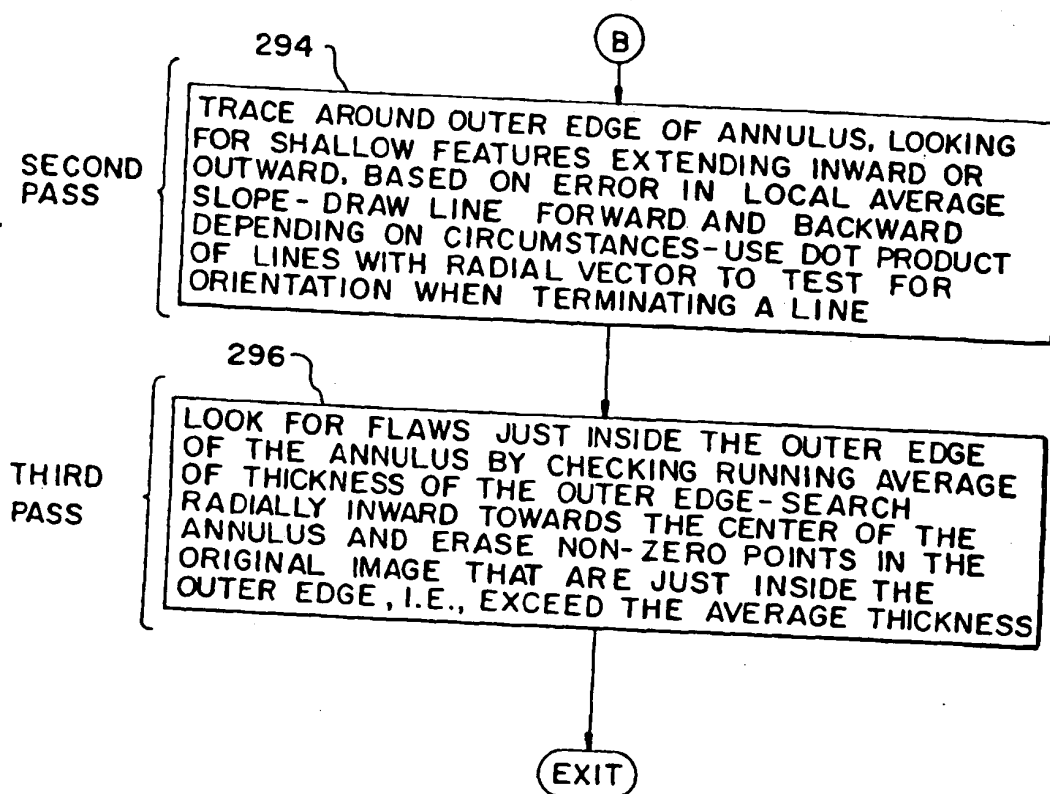 B
294
SECOND
PASS
TRACE AROUND OUTER EDGE OF ANNULUS, LOOKING
FOR SHALLOW FEATURES EXTENDING INWARD OR
OUTWARD, BASED ON ERROR IN LOCAL AVERAGE
SLOPE-DRAW LINE FORWARD AND BACKWARD
DEPENDING ON CIRCUMSTANCES-USE DOT PRODUCT
OF LINES WITH RADIAL VECTOR TO TEST FOR
ORIENTATION WHEN TERMINATING A LINE
296
THIRD
PASS
LOOK FOR FLAWS JUST INSIDE THE OUTER EDGE
OF THE ANNULUS BY CHECKING RUNNING AVERAGE
OF THICKNESS OF THE OUTER EDGE-SEARCH
RADIALLY INWARD TOWARDS THE CENTER OF THE
ANNULUS AND ERASE NON-ZERO POINTS IN THE
ORIGINAL IMAGE THAT ARE JUST INSIDE THE
OUTER EDGE, I.E., EXCEED THE AVERAGE THICKNESS
EXIT